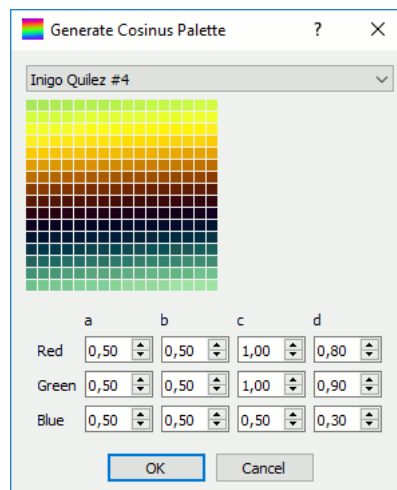 Generate Cosinus Palette ?
Inigo Quilez #4
a b c d
Red 0,50 0,50 1,00 0,80
Green 0,50 0,50 1,00 0,90
Blue 0,50 0,50 0,50 0,30
OK Cancel